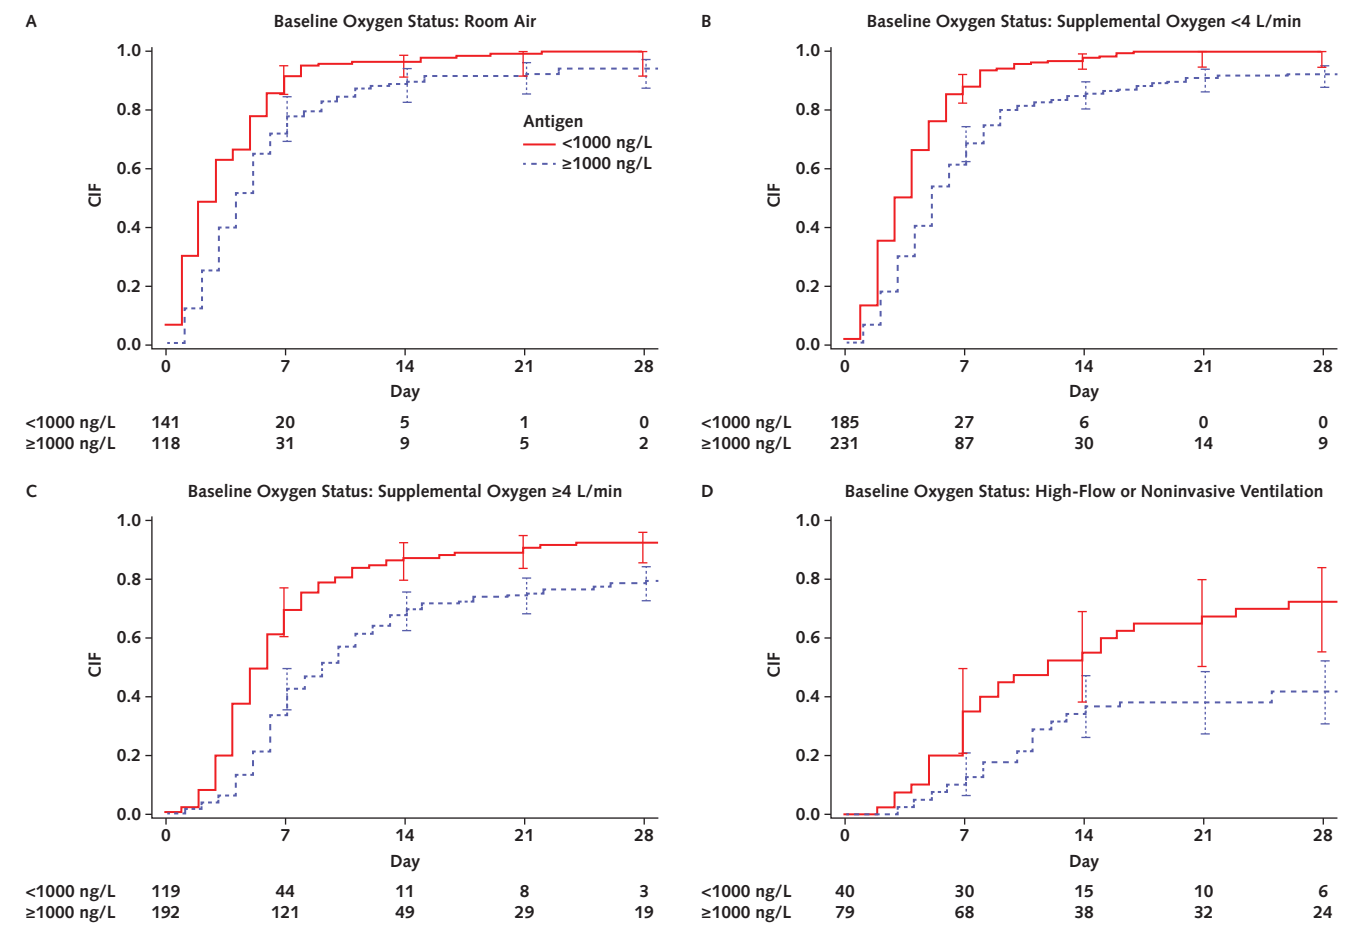 A Baseline Oxygen Status: Room Air
1.0
0.8
0.6
0.4
0.2
0.0
CIF
Antigen
<1000 ng/L
≥1000 ng/L
0 7 14 21 28
Day
<1000 ng/L 141 20 5 1 0
≥1000 ng/L 118 31 9 5 2
B Baseline Oxygen Status: Supplemental Oxygen <4 L/min
1.0
0.8
0.6
0.4
0.2
0.0
CIF
0 7 14 21 28
Day
<1000 ng/L 185 27 6 0 0
≥1000 ng/L 231 87 30 14 9
C Baseline Oxygen Status: Supplemental Oxygen ≥4 L/min
1.0
0.8
0.6
0.4
0.2
0.0
CIF
0 7 14 21 28
Day
<1000 ng/L 119 44 11 8 3
≥1000 ng/L 192 121 49 29 19
D Baseline Oxygen Status: High-Flow or Noninvasive Ventilation
1.0
0.8
0.6
0.4
0.2
0.0
CIF
0 7 14 21 28
Day
<1000 ng/L 40 30 15 10 6
≥1000 ng/L 79 68 38 32 24